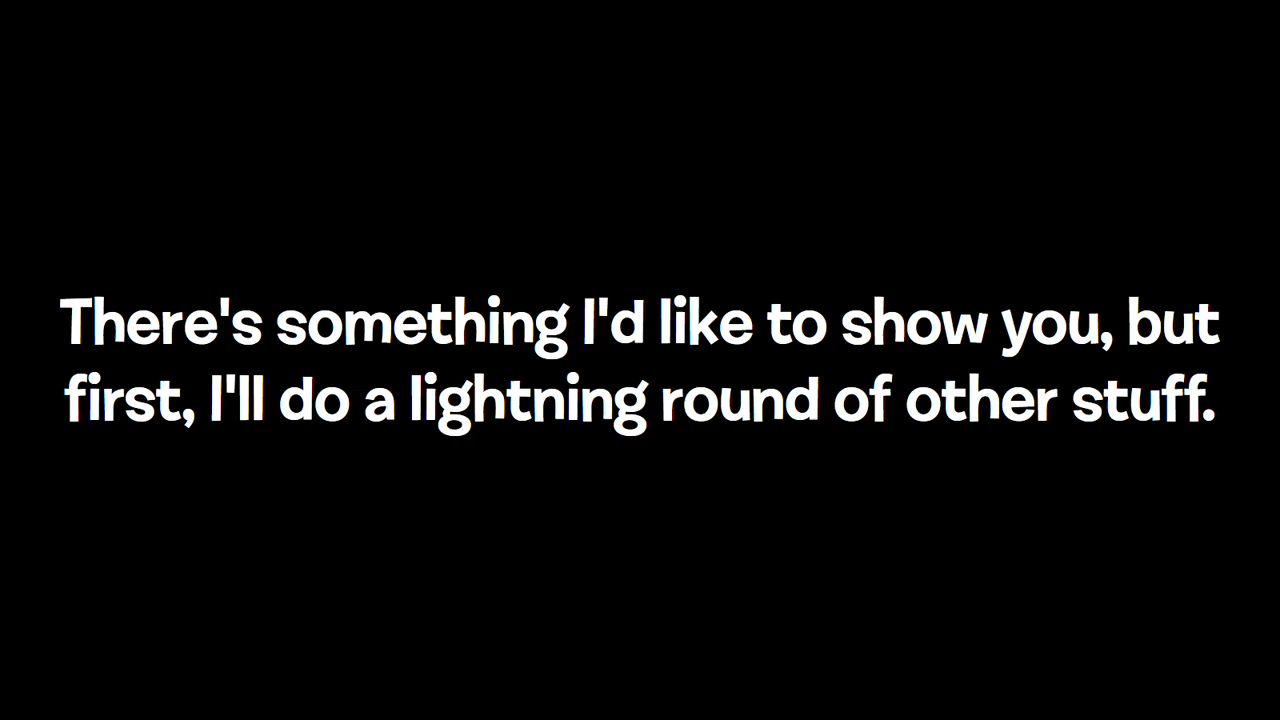 There's something I'd like to show you, but
first, I'll do a lightning round of other stuff.